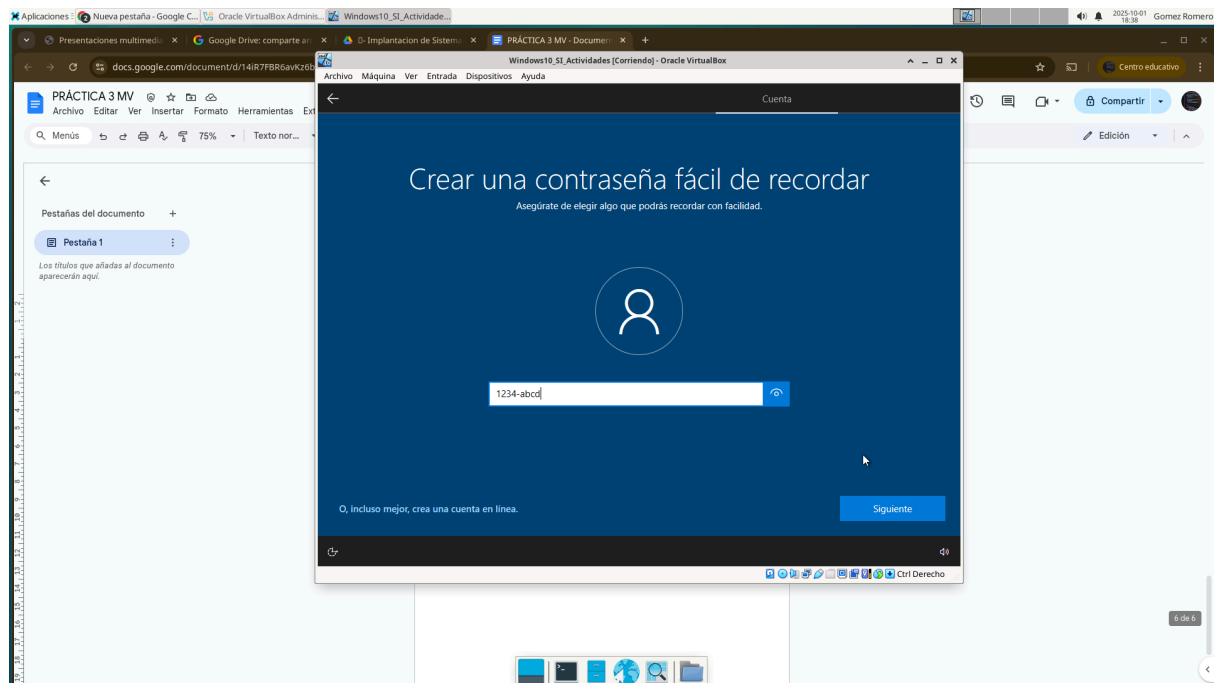 Aplicaciones
Nueva pestaña - Google C...
Oracle VirtualBox Adminis...
Windows10_SI_Actividade...
2025-10-01
18:38
Gomez Romero
Presentaciones multimedi
Google Drive: comparte ar
0- Implantacion de Sistema
PRÁCTICA 3 MV - Document
docs.google.com/document/d/14iR7FBR6avKz6b
Centro educativo
PRÁCTICA 3 MV
Archivo Editar Ver Insertar Formato Herramientas Ext
Compartir
Menús
75%
Texto nor...
Edición
Pestañas del documento
Pestaña 1
Los títulos que añadas al documento
aparecerán aquí.
Windows10_SI_Actividades [Corriendo] - Oracle VirtualBox
Archivo Máquina Ver Entrada Dispositivos Ayuda
Cuenta
Crear una contraseña fácil de recordar
Asegúrate de elegir algo que podrás recordar con facilidad.
1234-abcd
O, incluso mejor, crea una cuenta en línea.
Siguiente
Ctrl Derecho
6 de 6